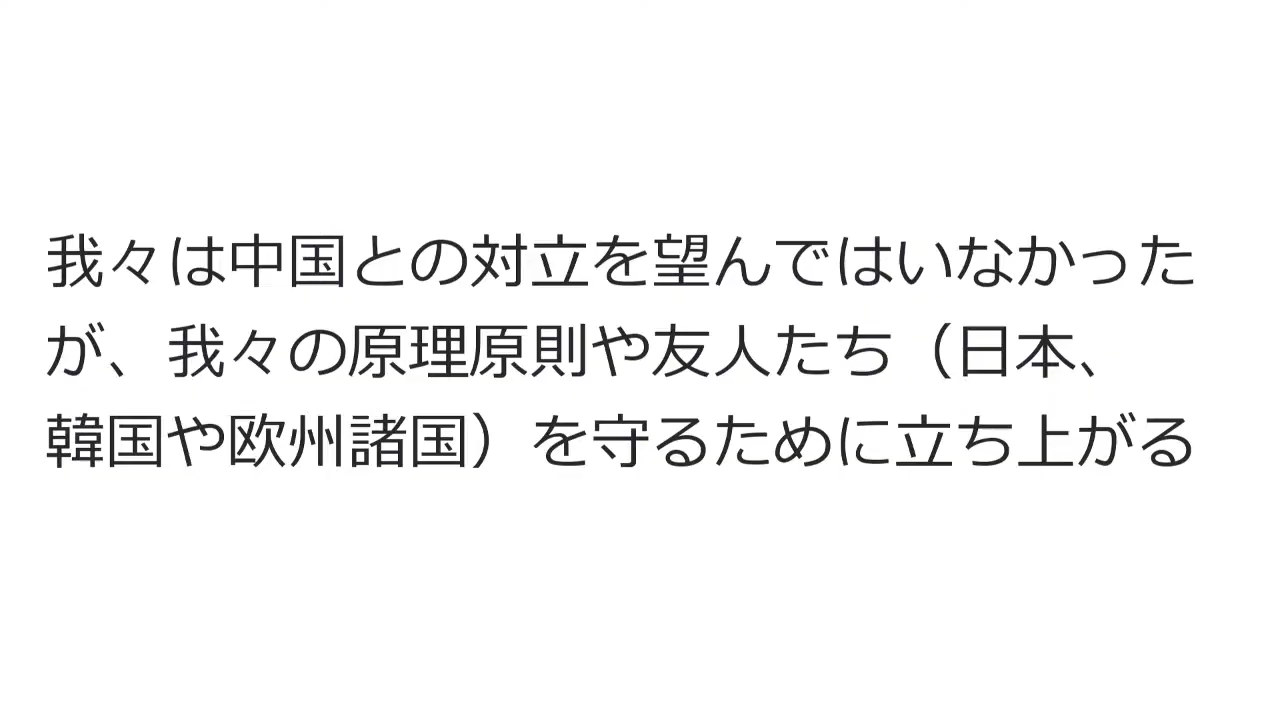 我々は中国との対立を望んではいなかった
が、我々の原理原則や友人たち（日本、
韓国や欧州諸国）を守るために立ち上がる